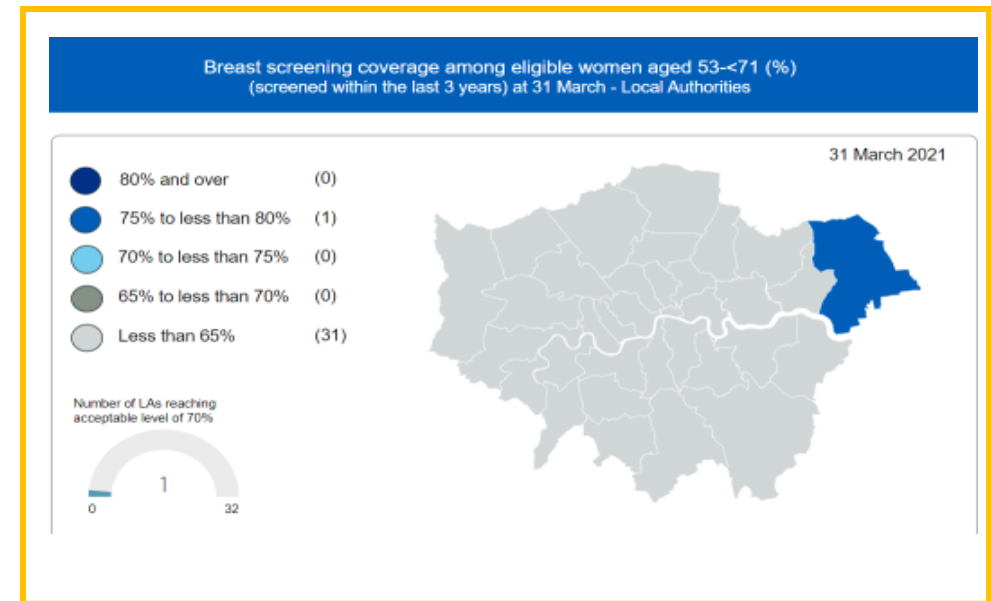 Breast screening coverage among eligible women aged 53-<71 (%)
(screened within the last 3 years) at 31 March - Local Authorities
31 March 2021
80% and over (0)
75% to less than 80% (1)
70% to less than 75% (0)
65% to less than 70% (0)
Less than 65% (31)
Number of LAs reaching
acceptable level of 70%
1
0 32